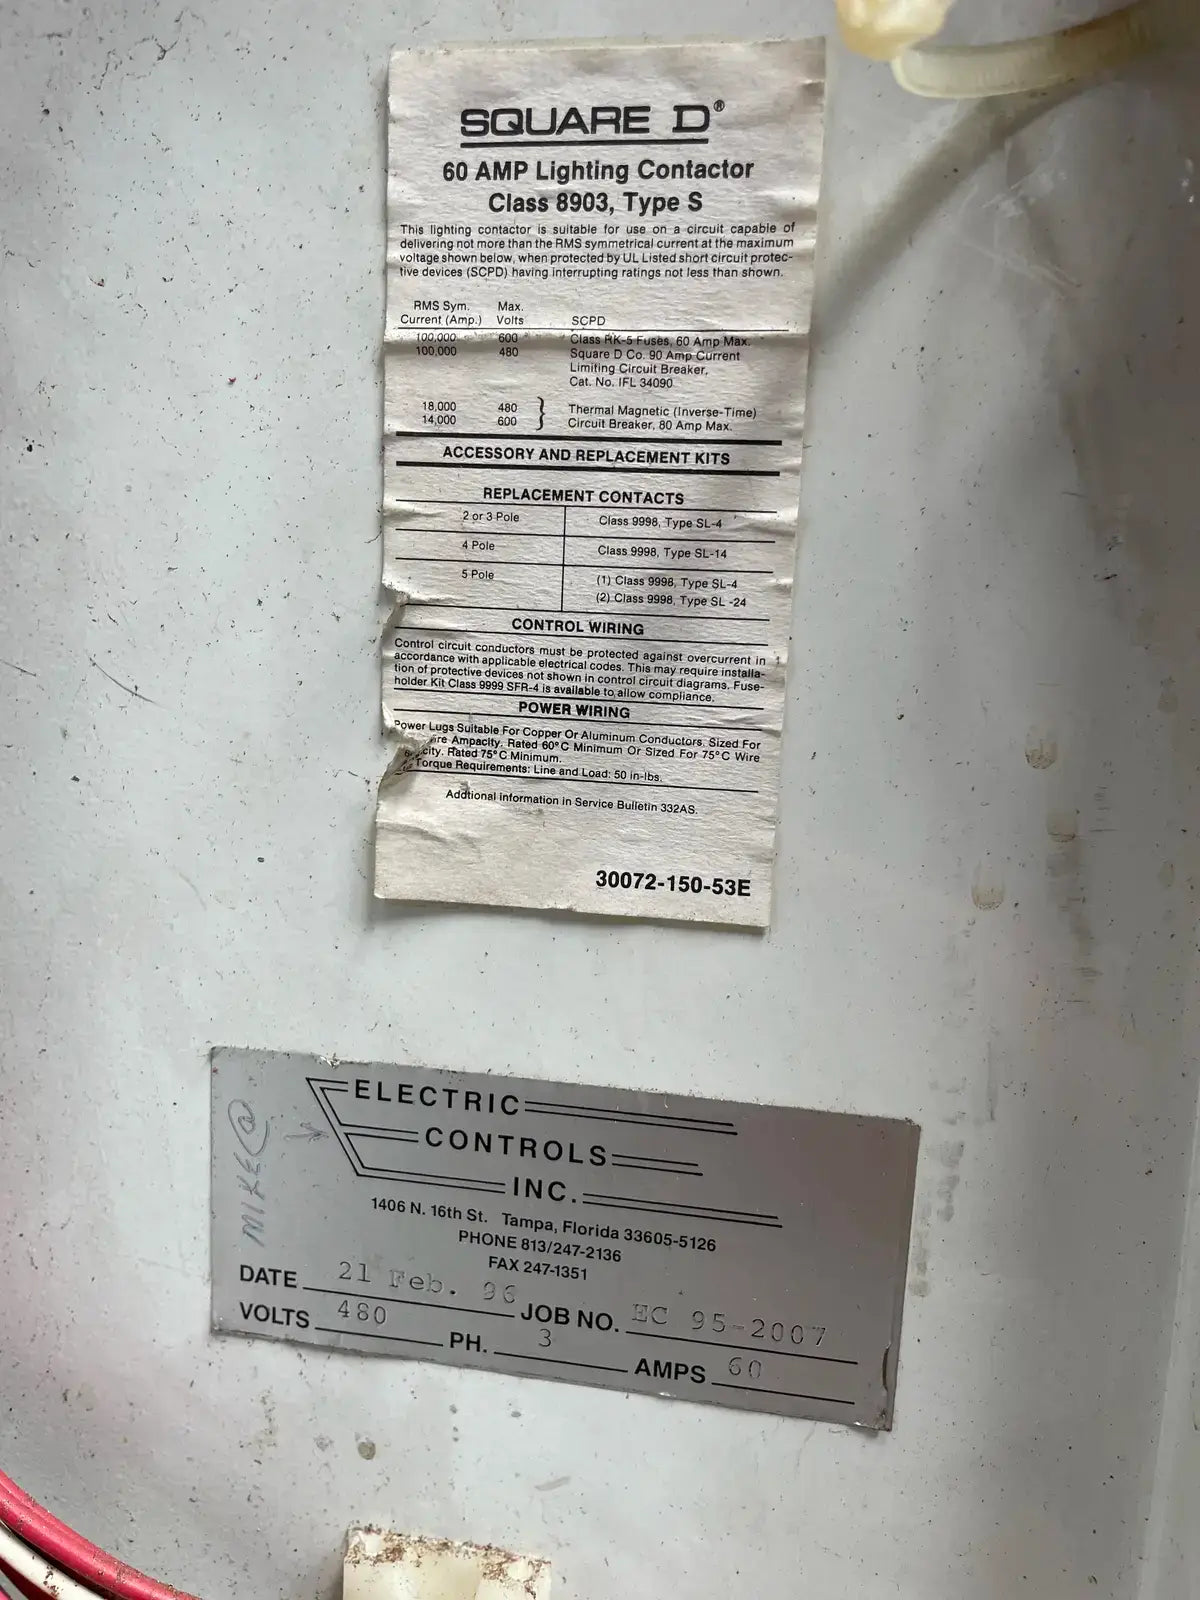 SQUARE D®
60 AMP Lighting Contactor
Class 8903, Type S
This lighting contactor is suitable for use on a circuit capable of
delivering not more than the RMS symmetrical current at the maximum
voltage shown below, when protected by UL Listed short circuit protec-
tive devices (SCPD) having interrupting ratings not less than shown.
RMS Sym. Max.
Current (Amp.) Volts SCPD
100,000 600 Class RK-5 Fuses, 60 Amp Max.
100,000 480 Square D Co. 90 Amp Current
Limiting Circuit Breaker,
Cat. No. IFL 34090
18,000 480 } Thermal Magnetic (Inverse-Time)
14,000 600 Circuit Breaker, 80 Amp Max.
ACCESSORY AND REPLACEMENT KITS
REPLACEMENT CONTACTS
2 or 3 Pole Class 9998, Type SL-4
4 Pole Class 9998, Type SL-14
5 Pole (1) Class 9998, Type SL-4
(2) Class 9998, Type SL -24
CONTROL WIRING
Control circuit conductors must be protected against overcurrent in
accordance with applicable electrical codes. This may require installa-
tion of protective devices not shown in control circuit diagrams. Fuse-
holder Kit Class 9999 SFR-4 is available to allow compliance.
POWER WIRING
Power Lugs Suitable For Copper Or Aluminum Conductors. Sized For
Ampacity. Rated 60°C Minimum Or Sized For 75°C Wire
Rated 75°C Minimum.
Torque Requirements: Line and Load: 50 in-lbs.
Addtional information in Service Bulletin 332AS.
30072-150-53E
MIKE @
ELECTRIC
CONTROLS
INC.
1406 N. 16th St. Tampa, Florida 33605-5126
PHONE 813/247-2136
FAX 247-1351
DATE 21 Feb. 96 JOB NO. EC 95-2007
VOLTS 480 PH. 3 AMPS 60